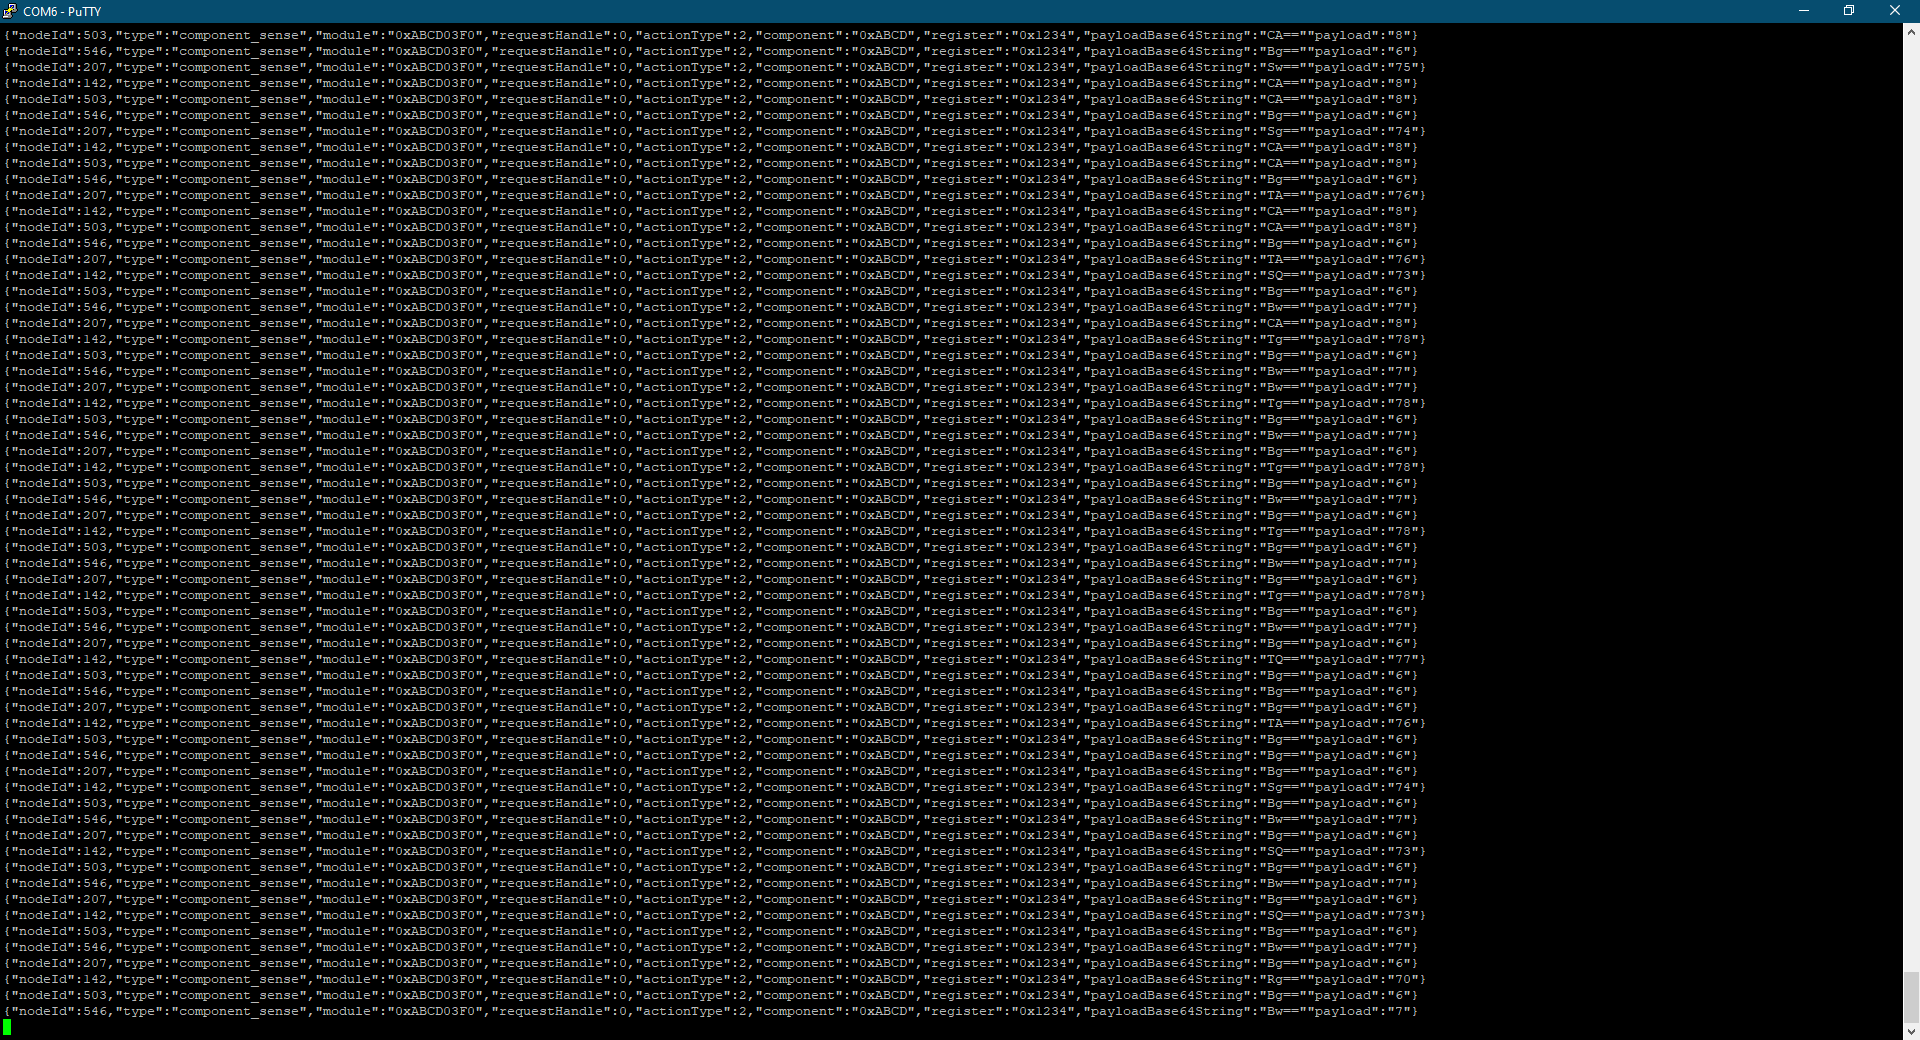 COM6 - PuTTY
{"nodeId":503,"type":"component_sense","module":"0xABCD03F0","requestHandle":0,"actionType":2,"component":"0xABCD","register":"0x1234","payloadBase64String":"CA==""payload":"8"}
{"nodeId":546,"type":"component_sense","module":"0xABCD03F0","requestHandle":0,"actionType":2,"component":"0xABCD","register":"0x1234","payloadBase64String":"Bg==""payload":"6"}
{"nodeId":207,"type":"component_sense","module":"0xABCD03F0","requestHandle":0,"actionType":2,"component":"0xABCD","register":"0x1234","payloadBase64String":"Sw==""payload":"75"}
{"nodeId":142,"type":"component_sense","module":"0xABCD03F0","requestHandle":0,"actionType":2,"component":"0xABCD","register":"0x1234","payloadBase64String":"CA==""payload":"8"}
{"nodeId":503,"type":"component_sense","module":"0xABCD03F0","requestHandle":0,"actionType":2,"component":"0xABCD","register":"0x1234","payloadBase64String":"CA==""payload":"8"}
{"nodeId":546,"type":"component_sense","module":"0xABCD03F0","requestHandle":0,"actionType":2,"component":"0xABCD","register":"0x1234","payloadBase64String":"Bg==""payload":"6"}
{"nodeId":207,"type":"component_sense","module":"0xABCD03F0","requestHandle":0,"actionType":2,"component":"0xABCD","register":"0x1234","payloadBase64String":"Sg==""payload":"74"}
{"nodeId":142,"type":"component_sense","module":"0xABCD03F0","requestHandle":0,"actionType":2,"component":"0xABCD","register":"0x1234","payloadBase64String":"CA==""payload":"8"}
{"nodeId":503,"type":"component_sense","module":"0xABCD03F0","requestHandle":0,"actionType":2,"component":"0xABCD","register":"0x1234","payloadBase64String":"CA==""payload":"8"}
{"nodeId":546,"type":"component_sense","module":"0xABCD03F0","requestHandle":0,"actionType":2,"component":"0xABCD","register":"0x1234","payloadBase64String":"Bg==""payload":"6"}
{"nodeId":207,"type":"component_sense","module":"0xABCD03F0","requestHandle":0,"actionType":2,"component":"0xABCD","register":"0x1234","payloadBase64String":"TA==""payload":"76"}
{"nodeId":142,"type":"component_sense","module":"0xABCD03F0","requestHandle":0,"actionType":2,"component":"0xABCD","register":"0x1234","payloadBase64String":"CA==""payload":"8"}
{"nodeId":503,"type":"component_sense","module":"0xABCD03F0","requestHandle":0,"actionType":2,"component":"0xABCD","register":"0x1234","payloadBase64String":"CA==""payload":"8"}
{"nodeId":546,"type":"component_sense","module":"0xABCD03F0","requestHandle":0,"actionType":2,"component":"0xABCD","register":"0x1234","payloadBase64String":"Bg==""payload":"6"}
{"nodeId":207,"type":"component_sense","module":"0xABCD03F0","requestHandle":0,"actionType":2,"component":"0xABCD","register":"0x1234","payloadBase64String":"TA==""payload":"76"}
{"nodeId":142,"type":"component_sense","module":"0xABCD03F0","requestHandle":0,"actionType":2,"component":"0xABCD","register":"0x1234","payloadBase64String":"SQ==""payload":"73"}
{"nodeId":503,"type":"component_sense","module":"0xABCD03F0","requestHandle":0,"actionType":2,"component":"0xABCD","register":"0x1234","payloadBase64String":"Bg==""payload":"6"}
{"nodeId":546,"type":"component_sense","module":"0xABCD03F0","requestHandle":0,"actionType":2,"component":"0xABCD","register":"0x1234","payloadBase64String":"Bw==""payload":"7"}
{"nodeId":207,"type":"component_sense","module":"0xABCD03F0","requestHandle":0,"actionType":2,"component":"0xABCD","register":"0x1234","payloadBase64String":"CA==""payload":"8"}
{"nodeId":142,"type":"component_sense","module":"0xABCD03F0","requestHandle":0,"actionType":2,"component":"0xABCD","register":"0x1234","payloadBase64String":"Tg==""payload":"78"}
{"nodeId":503,"type":"component_sense","module":"0xABCD03F0","requestHandle":0,"actionType":2,"component":"0xABCD","register":"0x1234","payloadBase64String":"Bg==""payload":"6"}
{"nodeId":546,"type":"component_sense","module":"0xABCD03F0","requestHandle":0,"actionType":2,"component":"0xABCD","register":"0x1234","payloadBase64String":"Bw==""payload":"7"}
{"nodeId":207,"type":"component_sense","module":"0xABCD03F0","requestHandle":0,"actionType":2,"component":"0xABCD","register":"0x1234","payloadBase64String":"Bw==""payload":"7"}
{"nodeId":142,"type":"component_sense","module":"0xABCD03F0","requestHandle":0,"actionType":2,"component":"0xABCD","register":"0x1234","payloadBase64String":"Tg==""payload":"78"}
{"nodeId":503,"type":"component_sense","module":"0xABCD03F0","requestHandle":0,"actionType":2,"component":"0xABCD","register":"0x1234","payloadBase64String":"Bg==""payload":"6"}
{"nodeId":546,"type":"component_sense","module":"0xABCD03F0","requestHandle":0,"actionType":2,"component":"0xABCD","register":"0x1234","payloadBase64String":"Bw==""payload":"7"}
{"nodeId":207,"type":"component_sense","module":"0xABCD03F0","requestHandle":0,"actionType":2,"component":"0xABCD","register":"0x1234","payloadBase64String":"Bg==""payload":"6"}
{"nodeId":142,"type":"component_sense","module":"0xABCD03F0","requestHandle":0,"actionType":2,"component":"0xABCD","register":"0x1234","payloadBase64String":"Tg==""payload":"78"}
{"nodeId":503,"type":"component_sense","module":"0xABCD03F0","requestHandle":0,"actionType":2,"component":"0xABCD","register":"0x1234","payloadBase64String":"Bg==""payload":"6"}
{"nodeId":546,"type":"component_sense","module":"0xABCD03F0","requestHandle":0,"actionType":2,"component":"0xABCD","register":"0x1234","payloadBase64String":"Bw==""payload":"7"}
{"nodeId":207,"type":"component_sense","module":"0xABCD03F0","requestHandle":0,"actionType":2,"component":"0xABCD","register":"0x1234","payloadBase64String":"Bg==""payload":"6"}
{"nodeId":142,"type":"component_sense","module":"0xABCD03F0","requestHandle":0,"actionType":2,"component":"0xABCD","register":"0x1234","payloadBase64String":"Tg==""payload":"78"}
{"nodeId":503,"type":"component_sense","module":"0xABCD03F0","requestHandle":0,"actionType":2,"component":"0xABCD","register":"0x1234","payloadBase64String":"Bg==""payload":"6"}
{"nodeId":546,"type":"component_sense","module":"0xABCD03F0","requestHandle":0,"actionType":2,"component":"0xABCD","register":"0x1234","payloadBase64String":"Bw==""payload":"7"}
{"nodeId":207,"type":"component_sense","module":"0xABCD03F0","requestHandle":0,"actionType":2,"component":"0xABCD","register":"0x1234","payloadBase64String":"Bg==""payload":"6"}
{"nodeId":142,"type":"component_sense","module":"0xABCD03F0","requestHandle":0,"actionType":2,"component":"0xABCD","register":"0x1234","payloadBase64String":"Tg==""payload":"78"}
{"nodeId":503,"type":"component_sense","module":"0xABCD03F0","requestHandle":0,"actionType":2,"component":"0xABCD","register":"0x1234","payloadBase64String":"Bg==""payload":"6"}
{"nodeId":546,"type":"component_sense","module":"0xABCD03F0","requestHandle":0,"actionType":2,"component":"0xABCD","register":"0x1234","payloadBase64String":"Bw==""payload":"7"}
{"nodeId":207,"type":"component_sense","module":"0xABCD03F0","requestHandle":0,"actionType":2,"component":"0xABCD","register":"0x1234","payloadBase64String":"Bg==""payload":"6"}
{"nodeId":142,"type":"component_sense","module":"0xABCD03F0","requestHandle":0,"actionType":2,"component":"0xABCD","register":"0x1234","payloadBase64String":"TQ==""payload":"77"}
{"nodeId":503,"type":"component_sense","module":"0xABCD03F0","requestHandle":0,"actionType":2,"component":"0xABCD","register":"0x1234","payloadBase64String":"Bg==""payload":"6"}
{"nodeId":546,"type":"component_sense","module":"0xABCD03F0","requestHandle":0,"actionType":2,"component":"0xABCD","register":"0x1234","payloadBase64String":"Bg==""payload":"6"}
{"nodeId":207,"type":"component_sense","module":"0xABCD03F0","requestHandle":0,"actionType":2,"component":"0xABCD","register":"0x1234","payloadBase64String":"Bg==""payload":"6"}
{"nodeId":142,"type":"component_sense","module":"0xABCD03F0","requestHandle":0,"actionType":2,"component":"0xABCD","register":"0x1234","payloadBase64String":"TA==""payload":"76"}
{"nodeId":503,"type":"component_sense","module":"0xABCD03F0","requestHandle":0,"actionType":2,"component":"0xABCD","register":"0x1234","payloadBase64String":"Bg==""payload":"6"}
{"nodeId":546,"type":"component_sense","module":"0xABCD03F0","requestHandle":0,"actionType":2,"component":"0xABCD","register":"0x1234","payloadBase64String":"Bg==""payload":"6"}
{"nodeId":207,"type":"component_sense","module":"0xABCD03F0","requestHandle":0,"actionType":2,"component":"0xABCD","register":"0x1234","payloadBase64String":"Bg==""payload":"6"}
{"nodeId":142,"type":"component_sense","module":"0xABCD03F0","requestHandle":0,"actionType":2,"component":"0xABCD","register":"0x1234","payloadBase64String":"Sg==""payload":"74"}
{"nodeId":503,"type":"component_sense","module":"0xABCD03F0","requestHandle":0,"actionType":2,"component":"0xABCD","register":"0x1234","payloadBase64String":"Bg==""payload":"6"}
{"nodeId":546,"type":"component_sense","module":"0xABCD03F0","requestHandle":0,"actionType":2,"component":"0xABCD","register":"0x1234","payloadBase64String":"Bw==""payload":"7"}
{"nodeId":207,"type":"component_sense","module":"0xABCD03F0","requestHandle":0,"actionType":2,"component":"0xABCD","register":"0x1234","payloadBase64String":"Bg==""payload":"6"}
{"nodeId":142,"type":"component_sense","module":"0xABCD03F0","requestHandle":0,"actionType":2,"component":"0xABCD","register":"0x1234","payloadBase64String":"SQ==""payload":"73"}
{"nodeId":503,"type":"component_sense","module":"0xABCD03F0","requestHandle":0,"actionType":2,"component":"0xABCD","register":"0x1234","payloadBase64String":"Bg==""payload":"6"}
{"nodeId":546,"type":"component_sense","module":"0xABCD03F0","requestHandle":0,"actionType":2,"component":"0xABCD","register":"0x1234","payloadBase64String":"Bw==""payload":"7"}
{"nodeId":207,"type":"component_sense","module":"0xABCD03F0","requestHandle":0,"actionType":2,"component":"0xABCD","register":"0x1234","payloadBase64String":"Bg==""payload":"6"}
{"nodeId":142,"type":"component_sense","module":"0xABCD03F0","requestHandle":0,"actionType":2,"component":"0xABCD","register":"0x1234","payloadBase64String":"SQ==""payload":"73"}
{"nodeId":503,"type":"component_sense","module":"0xABCD03F0","requestHandle":0,"actionType":2,"component":"0xABCD","register":"0x1234","payloadBase64String":"Bg==""payload":"6"}
{"nodeId":546,"type":"component_sense","module":"0xABCD03F0","requestHandle":0,"actionType":2,"component":"0xABCD","register":"0x1234","payloadBase64String":"Bw==""payload":"7"}
{"nodeId":207,"type":"component_sense","module":"0xABCD03F0","requestHandle":0,"actionType":2,"component":"0xABCD","register":"0x1234","payloadBase64String":"Bg==""payload":"6"}
{"nodeId":142,"type":"component_sense","module":"0xABCD03F0","requestHandle":0,"actionType":2,"component":"0xABCD","register":"0x1234","payloadBase64String":"Rg==""payload":"70"}
{"nodeId":503,"type":"component_sense","module":"0xABCD03F0","requestHandle":0,"actionType":2,"component":"0xABCD","register":"0x1234","payloadBase64String":"Bg==""payload":"6"}
{"nodeId":546,"type":"component_sense","module":"0xABCD03F0","requestHandle":0,"actionType":2,"component":"0xABCD","register":"0x1234","payloadBase64String":"Bw==""payload":"7"}